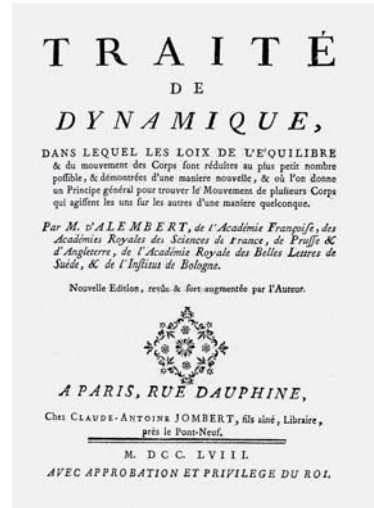 TRAITÉ
DE
DYNAMIQUE,
DANS LEQUEL LES LOIX DE L'E'QUILIBRE
& du mouvement des Corps sont réduites au plus petit nombre
possible, & démontrées d'une maniere nouvelle, & où l'on donne
un Principe général pour trouver le Mouvement de plusieurs Corps
qui agissent les uns sur les autres d'une maniere quelconque.
Par M. D'ALEMBERT, de l'Académie Françoise, des
Académies Royales des Sciences de France, de Prusse &
d'Angleterre, de l'Académie Royale des Belles Lettres de
Suéde, & de l'Institut de Bologne.
Nouvelle Edition, revûe & fort augmentée par l'Auteur.
A PARIS, RUE DAUPHINE,
Chez CLAUDE-ANTOINE JOMBERT, fils aîné, Libraire,
près le Pont-Neuf.
M. DCC. LVIII.
AVEC APPROBATION ET PRIVILEGE DU ROI.